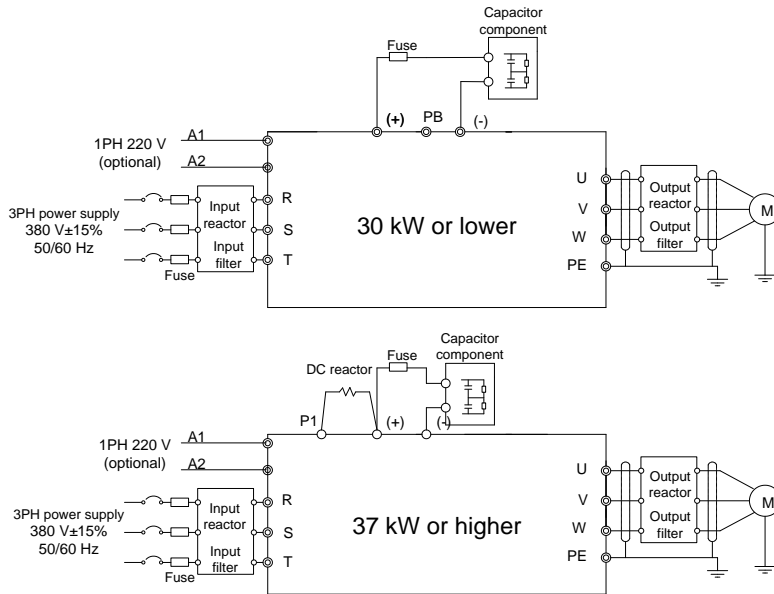 Capacitor
component
Fuse
(+)
PB
(-)
1PH 220 V
(optional)
A1
A2
3PH power supply
380 V±15%
50/60 Hz
Fuse
Input
reactor
Input
filter
R
S
T
30 kW or lower
U
V
W
PE
Output
reactor
Output
filter
M
Capacitor
component
Fuse
DC reactor
P1
(+)
(-)
1PH 220 V
(optional)
A1
A2
3PH power supply
380 V±15%
50/60 Hz
Fuse
Input
reactor
Input
filter
R
S
T
37 kW or higher
U
V
W
PE
Output
reactor
Output
filter
M